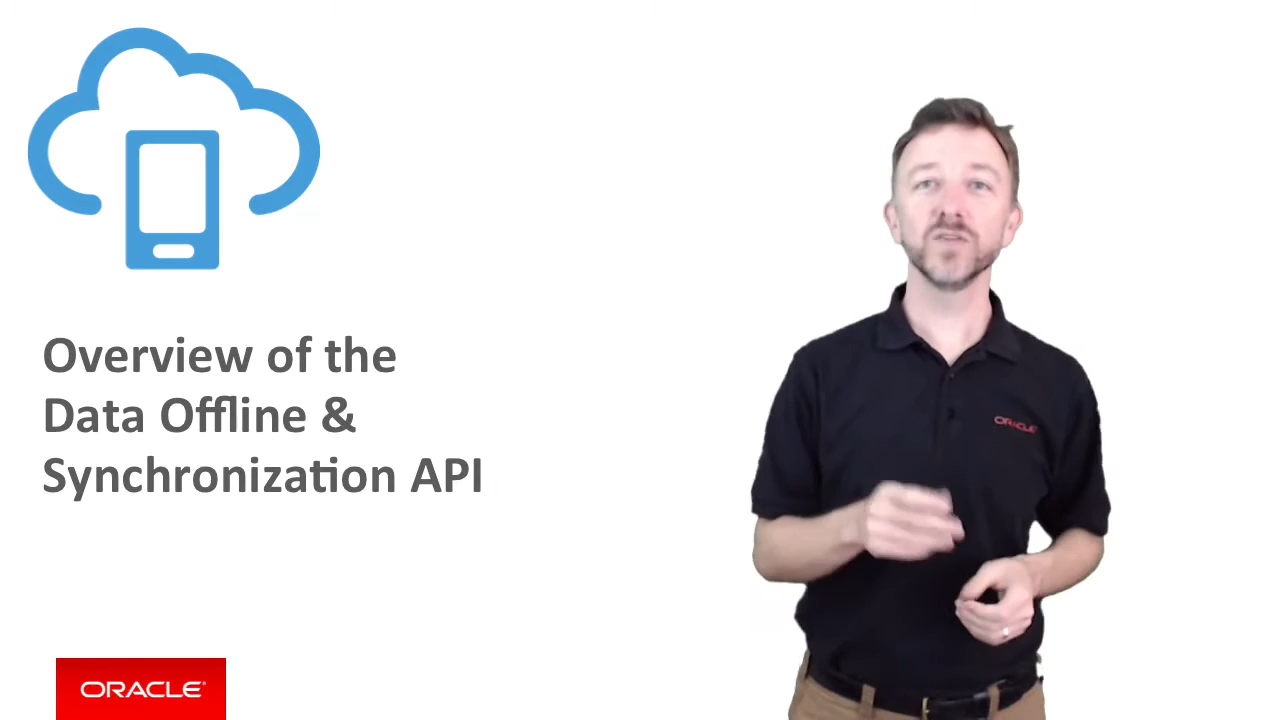 Overview of the
Data Offline &
Synchronization API
ORACLE
ORACLE®